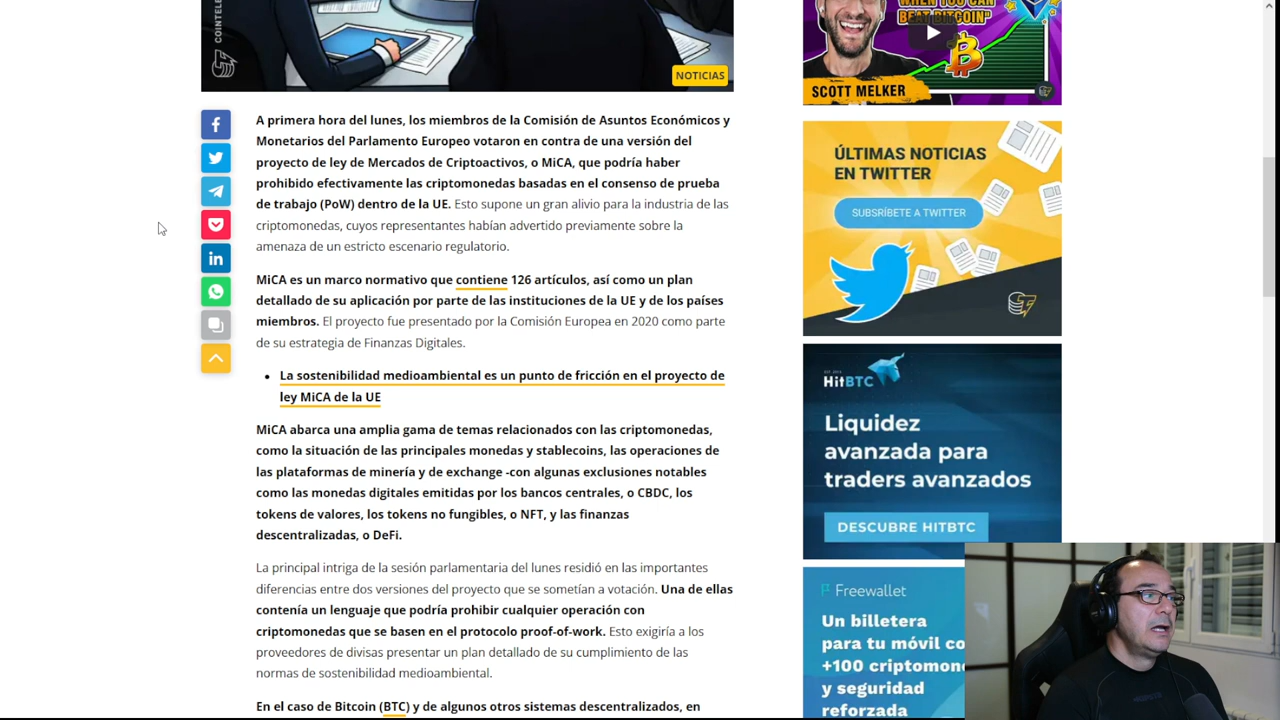 COINTELE
NOTICIAS
A primera hora del lunes, los miembros de la Comisión de Asuntos Económicos y
Monetarios del Parlamento Europeo votaron en contra de una versión del
proyecto de ley de Mercados de Criptoactivos, o MiCA, que podría haber
prohibido efectivamente las criptomonedas basadas en el consenso de prueba
de trabajo (PoW) dentro de la UE. Esto supone un gran alivio para la industria de las
criptomonedas, cuyos representantes habían advertido previamente sobre la
amenaza de un estricto escenario regulatorio.
MiCA es un marco normativo que contiene 126 artículos, así como un plan
detallado de su aplicación por parte de las instituciones de la UE y de los países
miembros. El proyecto fue presentado por la Comisión Europea en 2020 como parte
de su estrategia de Finanzas Digitales.
• La sostenibilidad medioambiental es un punto de fricción en el proyecto de
ley MiCA de la UE
MiCA abarca una amplia gama de temas relacionados con las criptomonedas,
como la situación de las principales monedas y stablecoins, las operaciones de
las plataformas de minería y de exchange -con algunas exclusiones notables
como las monedas digitales emitidas por los bancos centrales, o CBDC, los
tokens de valores, los tokens no fungibles, o NFT, y las finanzas
descentralizadas, o DeFi.
La principal intriga de la sesión parlamentaria del lunes residió en las importantes
diferencias entre dos versiones del proyecto que se sometían a votación. Una de ellas
contenía un lenguaje que podría prohibir cualquier operación con
criptomonedas que se basen en el protocolo proof-of-work. Esto exigiría a los
proveedores de divisas presentar un plan detallado de su cumplimiento de las
normas de sostenibilidad medioambiental.
En el caso de Bitcoin (BTC) y de algunos otros sistemas descentralizados, en
WHEN YOU CAN
BEAT BITCOIN"
SCOTT MELKER
ÚLTIMAS NOTICIAS
EN TWITTER
SUBSRÍBETE A TWITTER
HitBTC
Liquidez
avanzada para
traders avanzados
DESCUBRE HITBTC
Freewallet
Un billetera
para tu móvil co
+100 criptomone
y seguridad
reforzada